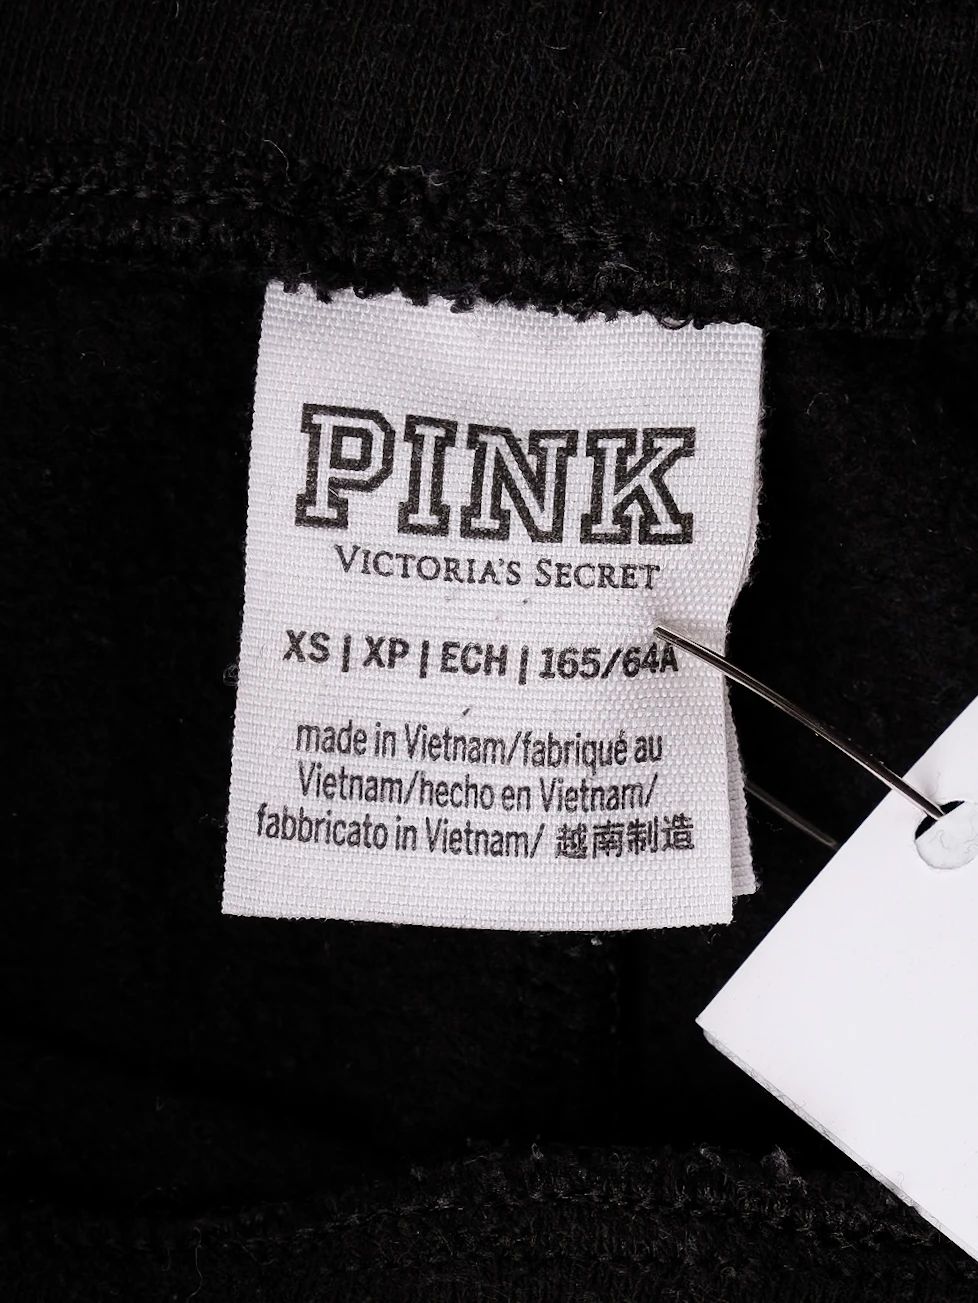 PINK
VICTORIA'S SECRET
XS | XP | ECH | 165/64A
made in Vietnam/fabriqué au
Vietnam/hecho en Vietnam/
fabbricato in Vietnam/ 越南制造